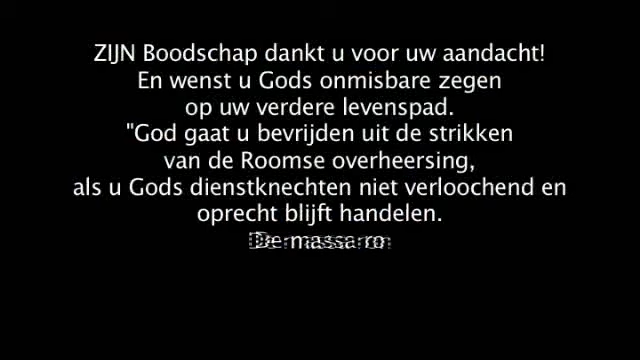 ZIJN Boodschap dankt u voor uw aandacht!
En wenst u Gods onmisbare zegen
op uw verdere levenspad.
"God gaat u bevrijden uit de strikken
van de Roomse overheersing,
als u Gods dienstknechten niet verloochend en
oprecht blijft handelen.
massa